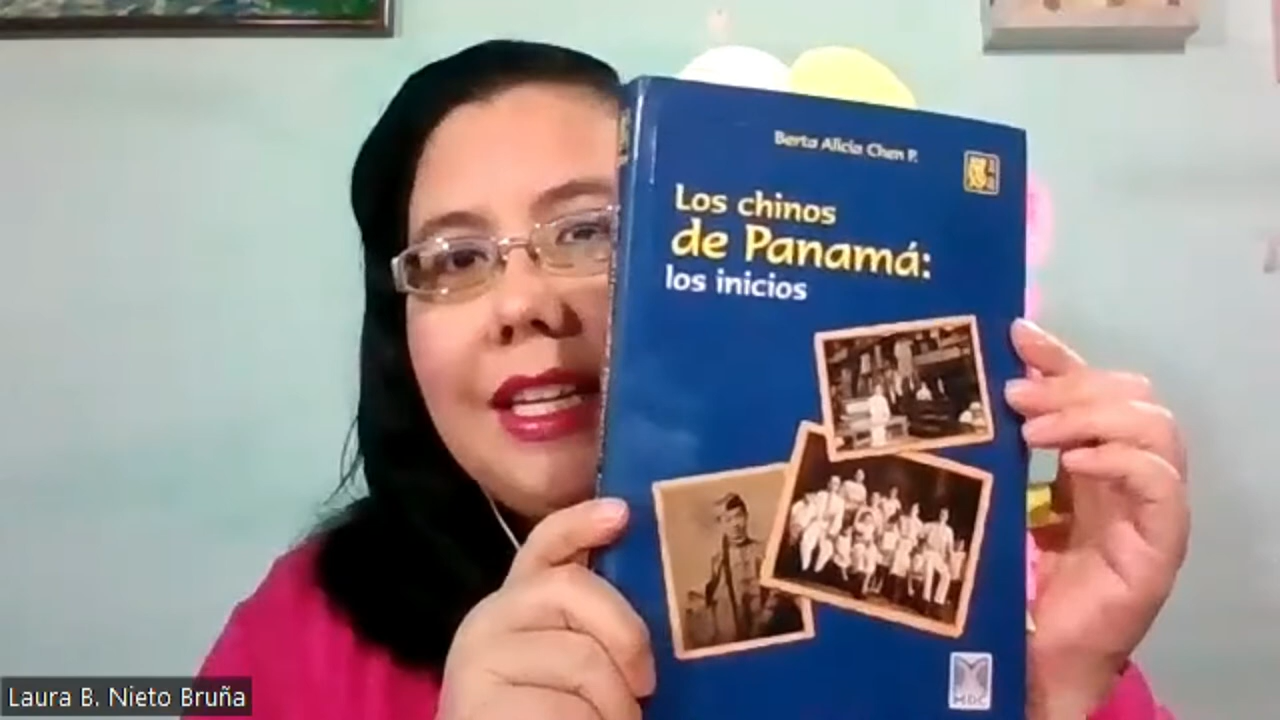 Berta Alicia Chen P.
Los chinos
de Panamá:
los inicios
MDC
Laura B. Nieto Bruña